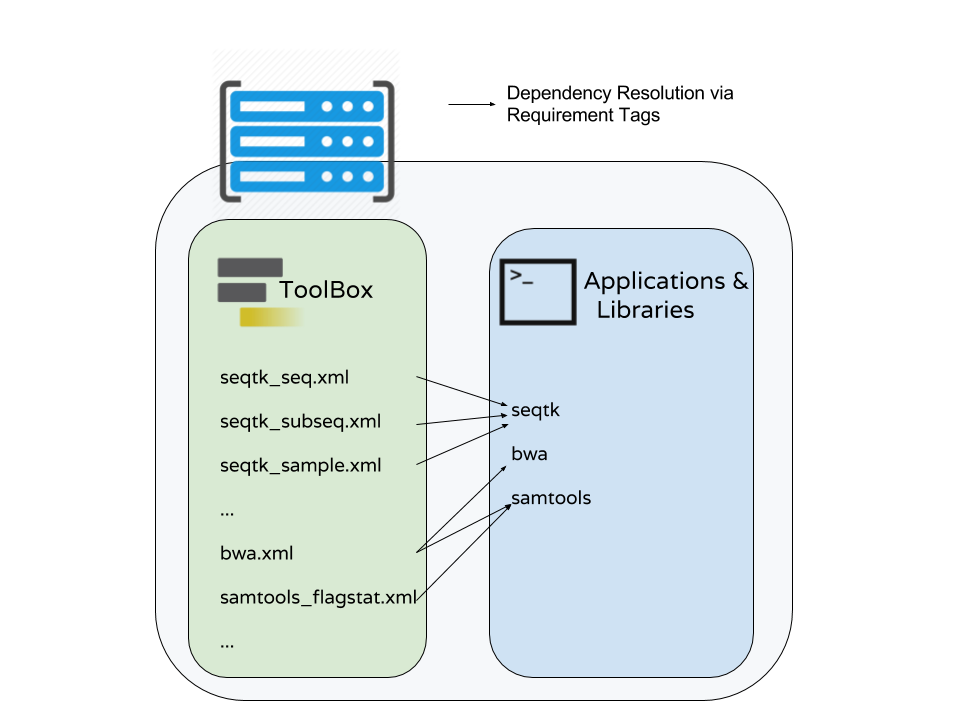 Dependency Resolution via
Requirement Tags
ToolBox
seqtk_seq.xml
seqtk_subseq.xml
seqtk_sample.xml
...
bwa.xml
samtools_flagstat.xml
...
>_
Applications &
Libraries
seqtk
bwa
samtools